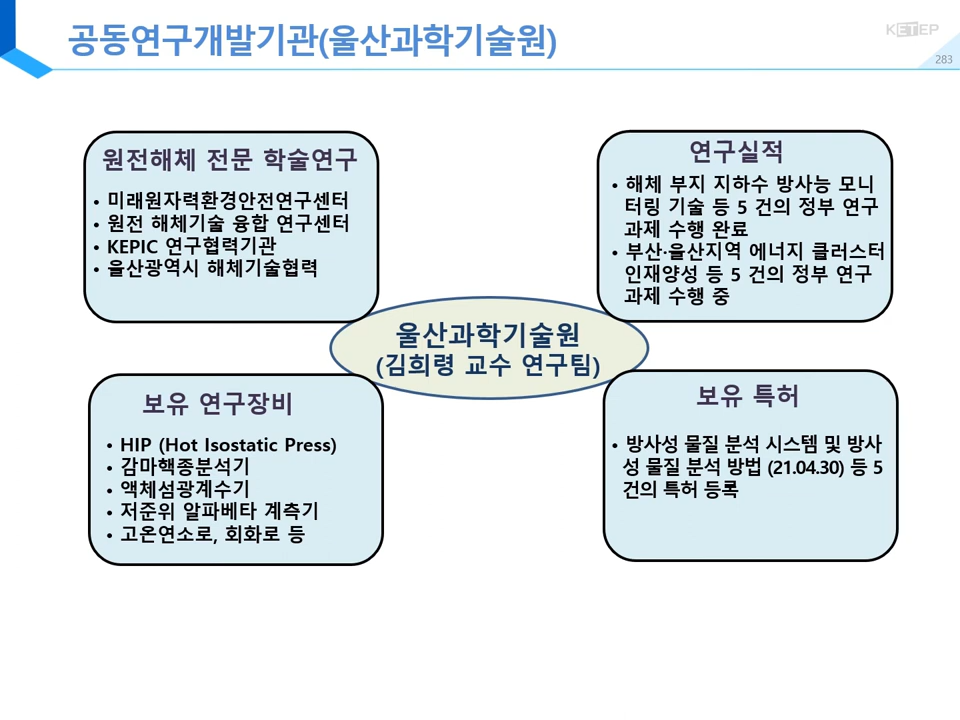 공동연구개발기관(울산과학기술원)
KETEP
283
원전해체 전문 학술연구
• 미래원자력환경안전연구센터
• 원전 해체기술 융합 연구센터
• KEPIC 연구협력기관
• 울산광역시 해체기술협력
연구실적
• 해체 부지 지하수 방사능 모니
터링 기술 등 5 건의 정부 연구
과제 수행 완료
• 부산·울산지역 에너지 클러스터
인재양성 등 5 건의 정부 연구
과제 수행 중
울산과학기술원
(김희령 교수 연구팀)
보유 연구장비
• HIP (Hot Isostatic Press)
• 감마핵종분석기
• 액체섬광계수기
• 저준위 알파베타 계측기
• 고온연소로, 회화로 등
보유 특허
• 방사성 물질 분석 시스템 및 방사
성 물질 분석 방법 (21.04.30) 등 5
건의 특허 등록